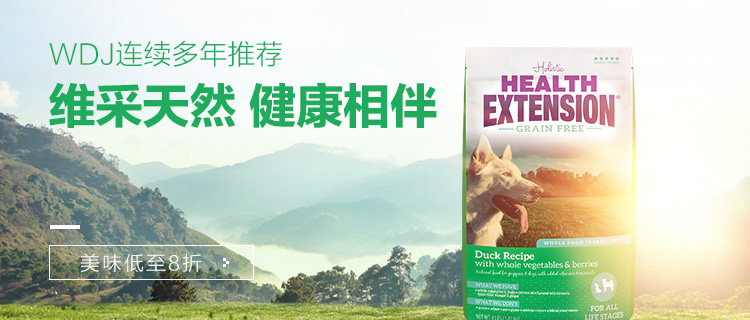 WDJ连续多年推荐
维采天然 健康相伴
美味低至8折
Holistic
HEALTH
EXTENSION®
GRAIN FREE
WHOLE FOOD INGREDIENTS
Duck Recipe
with whole vegetables & berries
WHAT WE HAVE
WHAT WE DON'T
FOR ALL
LIFE STAGES